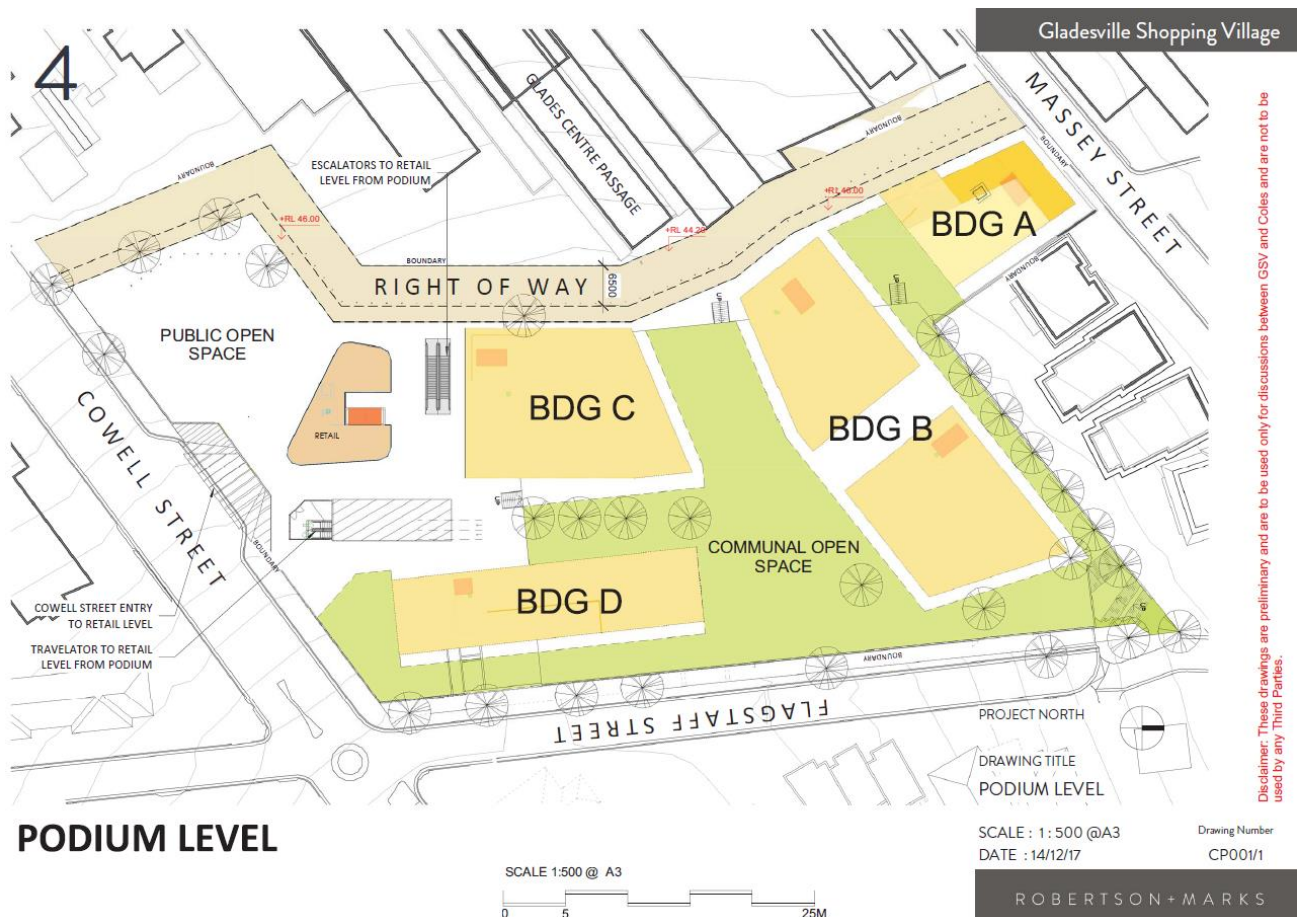 Gladesville Shopping Village
4
MASSEY STREET
GLADES CENTRE PASSAGE
BOUNDARY
BOUNDARY
BOUNDARY
ESCALATORS TO RETAIL
LEVEL FROM PODIUM
+RL 46.00
+RL 44.20
BDG A
BOUNDARY
BOUNDARY
RIGHT OF WAY
6500
PUBLIC OPEN
SPACE
COWELL STREET
RETAIL
BDG C
BDG B
BOUNDARY
COMMUNAL OPEN
SPACE
BDG D
COWELL STREET ENTRY
TO RETAIL LEVEL
TRAVELATOR TO RETAIL
LEVEL FROM PODIUM
BOUNDARY
FLAGSTAFF STREET
PROJECT NORTH
DRAWING TITLE
PODIUM LEVEL
SCALE : 1: 500 @A3
DATE : 14/12/17
Drawing Number
CP001/1
ROBERTSON+MARKS
PODIUM LEVEL
SCALE 1:500 @ A3
0 5 25M
Disclaimer: These drawings are preliminary and are to be used only for discussions between GSV and Coles and are not to be
used by any Third Parties.